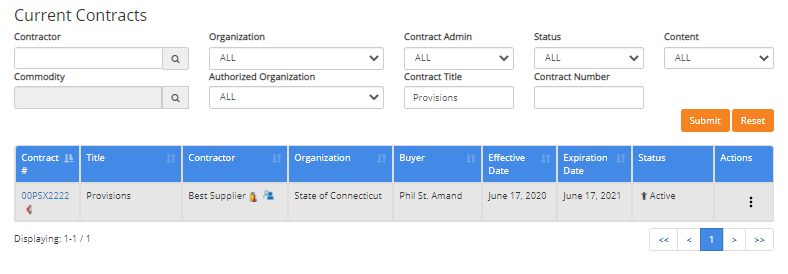 Current Contracts
Contractor Organization Contract Admin Status Content
ALL ALL ALL ALL
Commodity Authorized Organization Contract Title Contract Number
ALL Provisions
Submit Reset
Contract # Title Contractor Organization Buyer Effective Date Expiration Date Status Actions
00PSX2222 Provisions Best Supplier State of Connecticut Phil St. Amand June 17, 2020 June 17, 2021 Active
Displaying: 1-1 / 1 << < 1 > >>